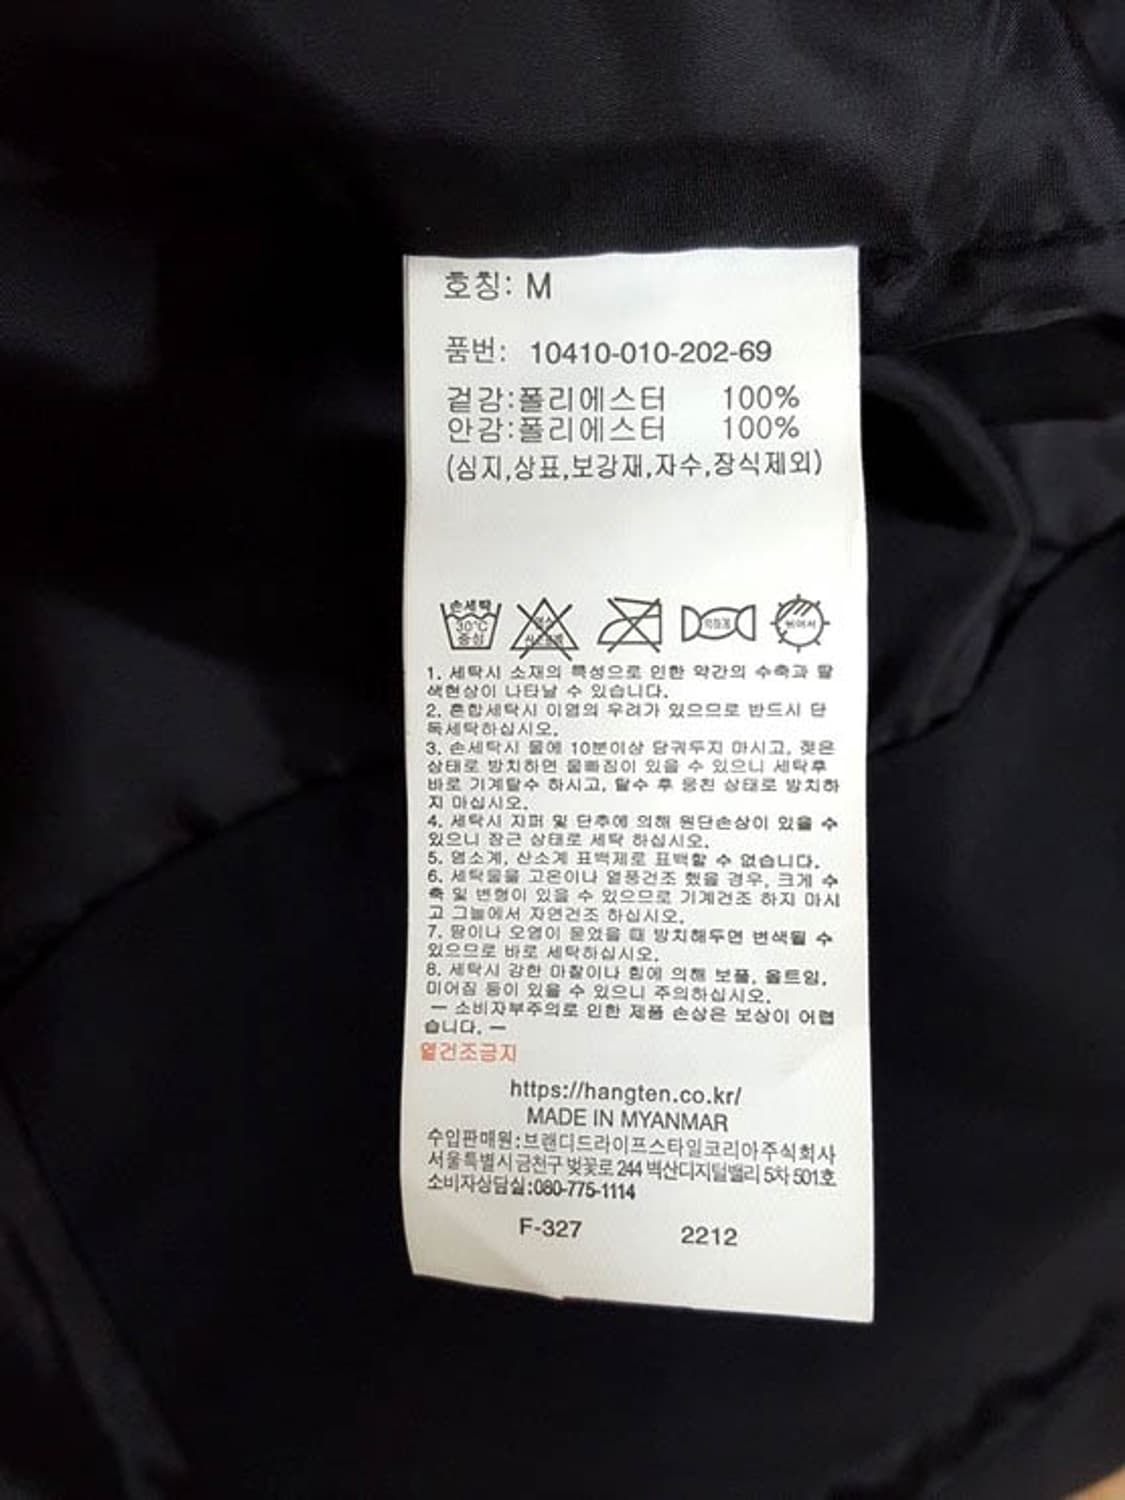 호칭: M
품번: 10410-010-202-69
겉감:폴리에스터 100%
안감:폴리에스터 100%
(심지,상표,보강재,자수,장식제외)
손세탁
30°C
중성
약하게
뉘어서
1. 세탁시 소재의 특성으로 인한 약간의 수축과 탈
색현상이 나타날 수 있습니다.
2. 혼합세탁시 이염의 우려가 있으므로 반드시 단
독세탁하십시오.
3. 손세탁시 물에 10분이상 담궈두지 마시고, 젖은
상태로 방치하면 물빠짐이 있을 수 있으니 세탁후
바로 기계탈수 하시고, 탈수 후 뭉친 상태로 방치하
지 마십시오.
4. 세탁시 지퍼 및 단추에 의해 원단손상이 있을 수
있으니 잠근 상태로 세탁 하십시오.
5. 염소계, 산소계 표백제로 표백할 수 없습니다.
6. 세탁물을 고온이나 열풍건조 했을 경우, 크게 수
축 및 변형이 있을 수 있으므로 기계건조 하지 마시
고 그늘에서 자연건조 하십시오.
7. 땀이나 오염이 묻었을 때 방치해두면 변색될 수
있으므로 바로 세탁하십시오.
8. 세탁시 강한 마찰이나 힘에 의해 보풀, 올트임,
미어짐 등이 있을 수 있으니 주의하십시오.
— 소비자부주의로 인한 제품 손상은 보상이 어렵
습니다. —
열건조금지
https://hangten.co.kr/
MADE IN MYANMAR
수입판매원:브랜디드라이프스타일코리아주식회사
서울특별시 금천구 벚꽃로 244 벽산디지털밸리 5차 501호
소비자상담실:080-775-1114
F-327 2212